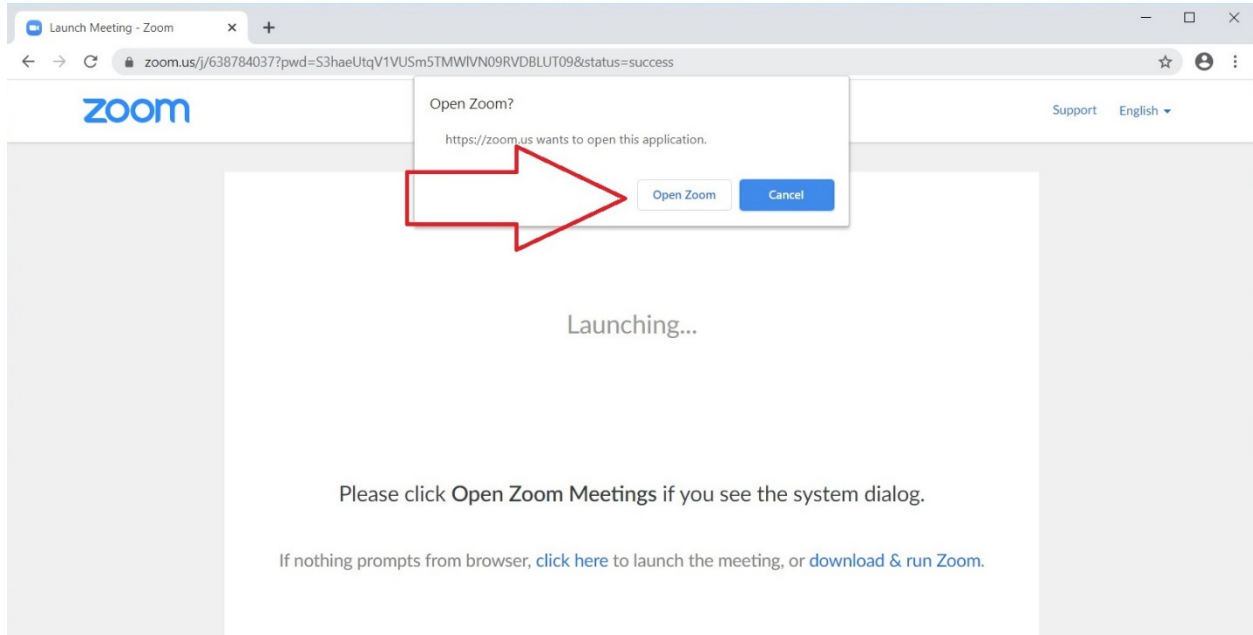 Launch Meeting - Zoom
zoom.us/j/638784037?pwd=S3haeUtqV1VUSm5TMWlVN09RVDBLUT09&status=success
Open Zoom?
https://zoom.us wants to open this application.
Open Zoom Cancel
zoom
Support English
Launching...
Please click Open Zoom Meetings if you see the system dialog.
If nothing prompts from browser, click here to launch the meeting, or download & run Zoom.